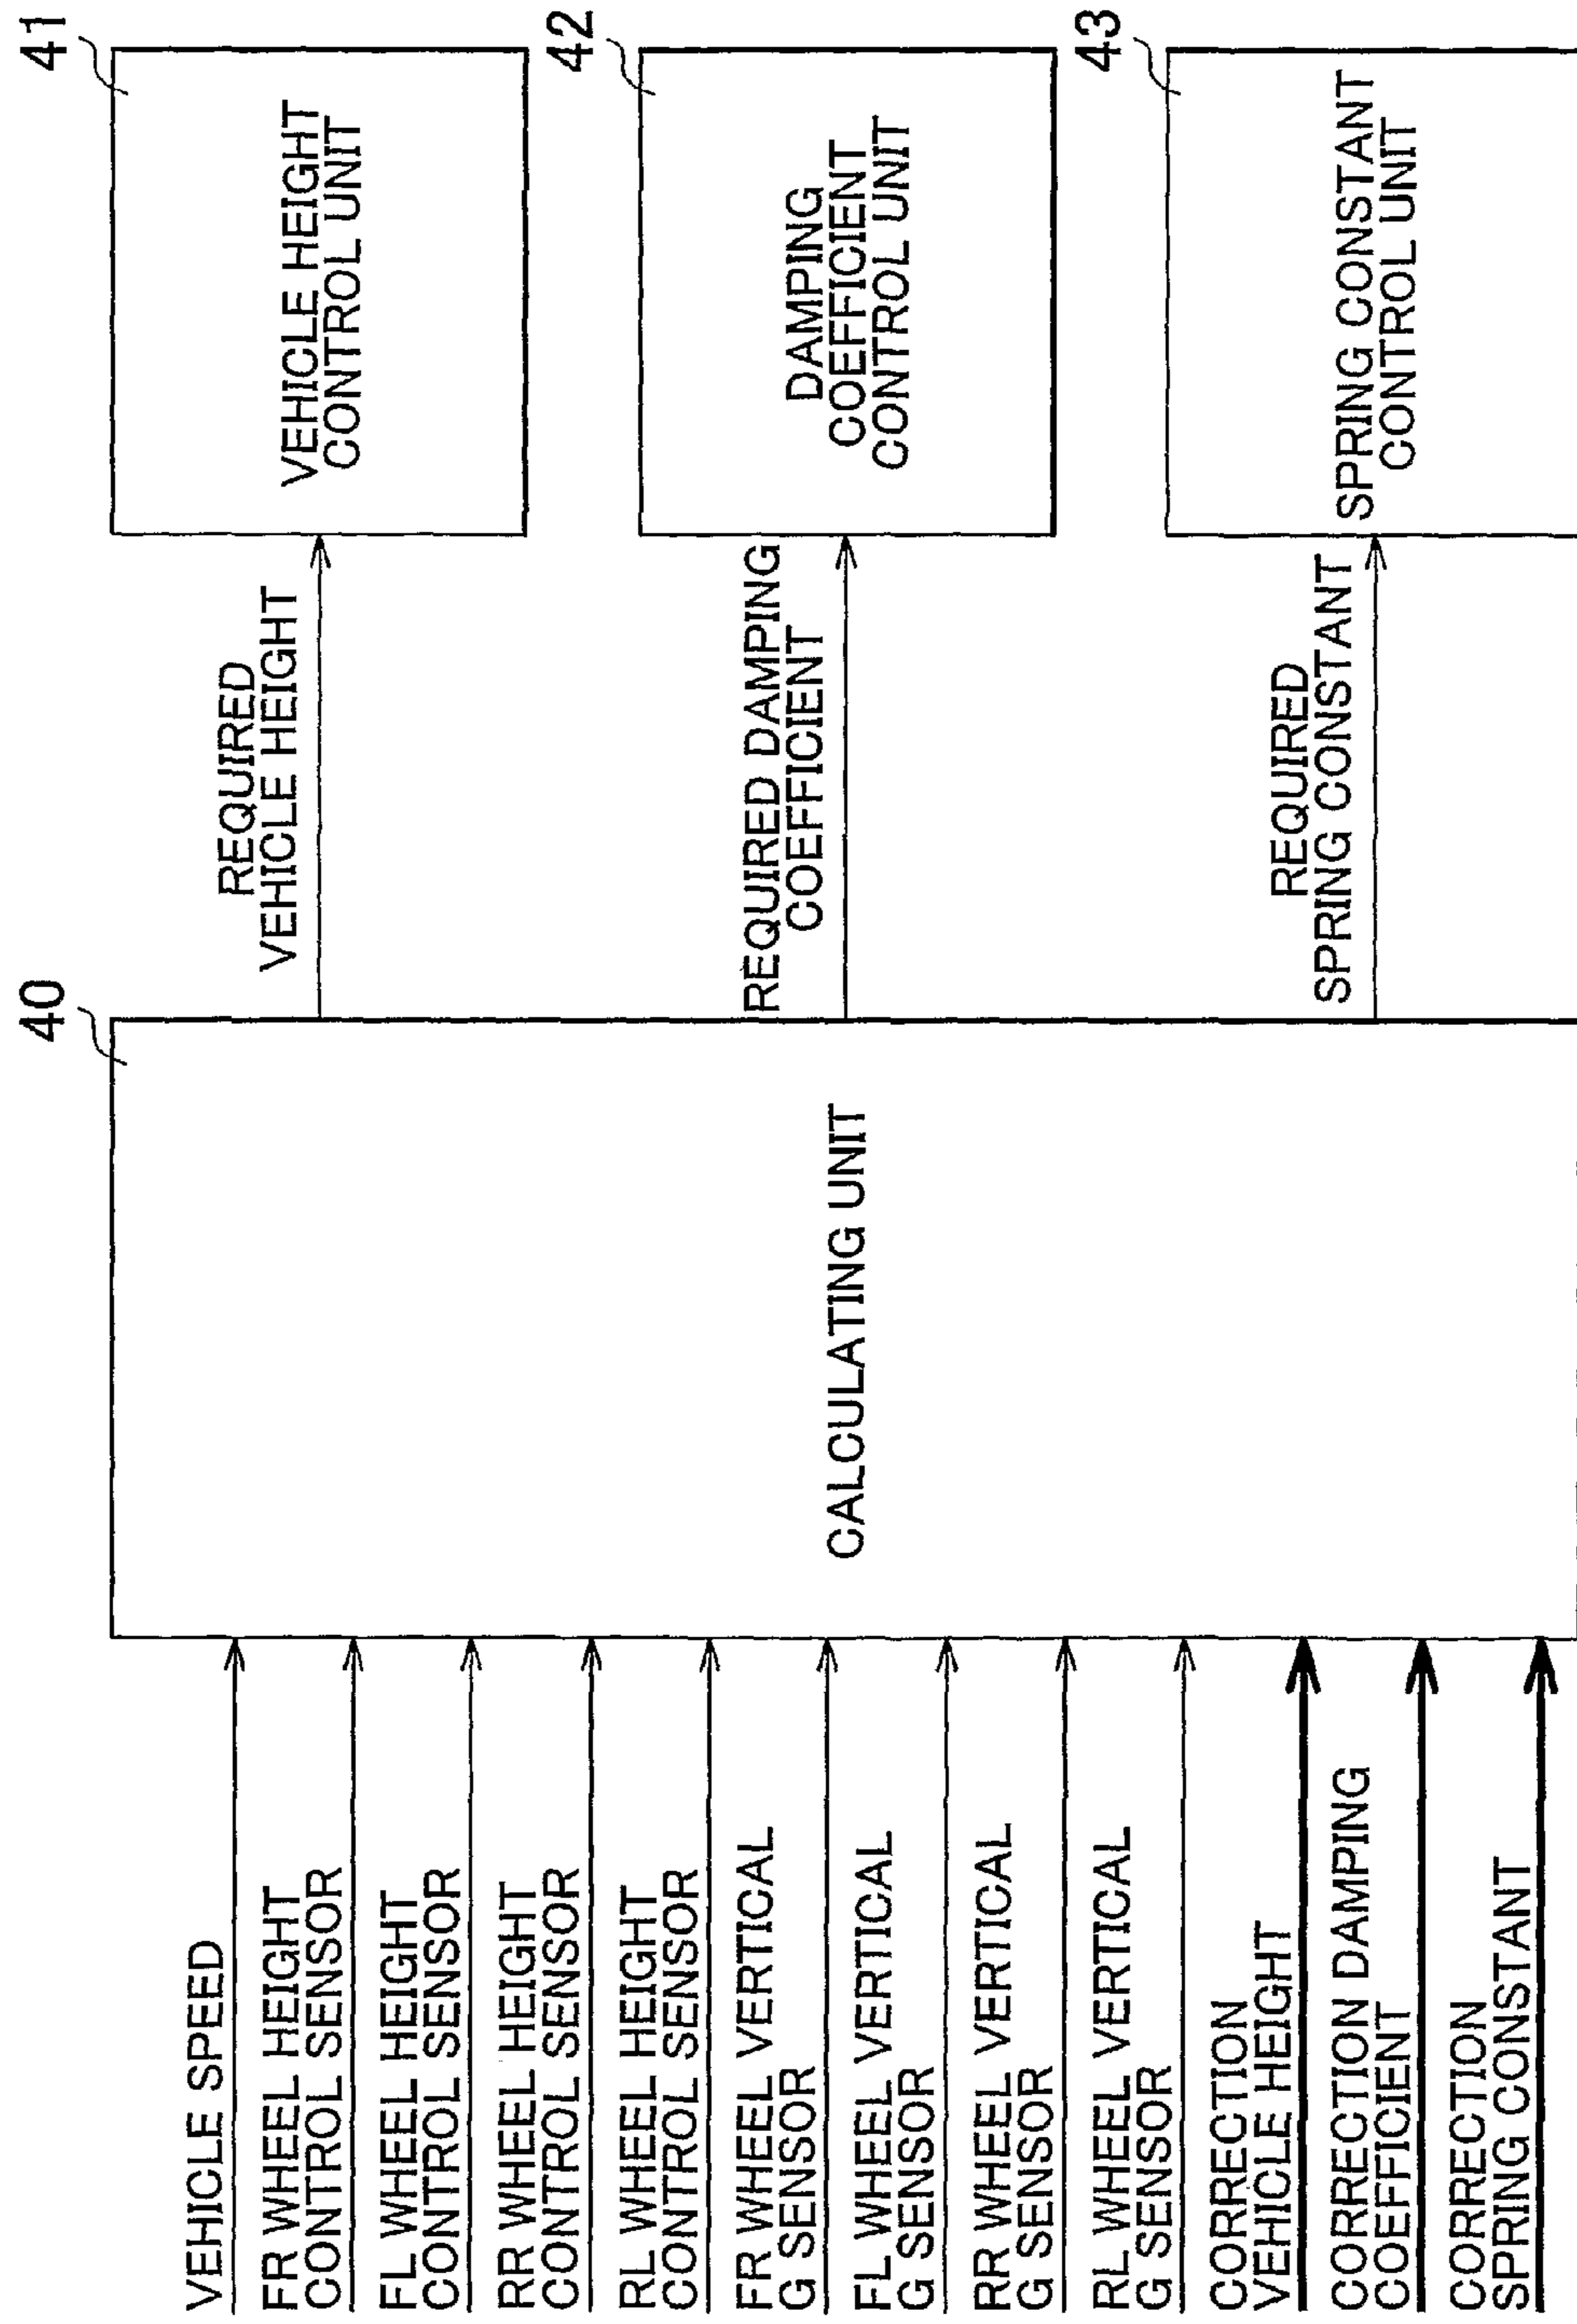 VEHICLE SPEED
FR WHEEL HEIGHT
CONTROL SENSOR
FL WHEEL HEIGHT
CONTROL SENSOR
RR WHEEL HEIGHT
CONTROL SENSOR
RL WHEEL HEIGHT
CONTROL SENSOR
FR WHEEL VERTICAL
G SENSOR
FL WHEEL VERTICAL
G SENSOR
RR WHEEL VERTICAL
G SENSOR
RL WHEEL VERTICAL
G SENSOR
CORRECTION
VEHICLE HEIGHT
CORRECTION DAMPING
COEFFICIENT
CORRECTION
SPRING CONSTANT
40
CALCULATING UNIT
REQUIRED
VEHICLE HEIGHT
REQUIRED DAMPING
COEFFICIENT
REQUIRED
SPRING CONSTANT
41
VEHICLE HEIGHT
CONTROL UNIT
42
DAMPING
COEFFICIENT
CONTROL UNIT
43
SPRING CONSTANT
CONTROL UNIT